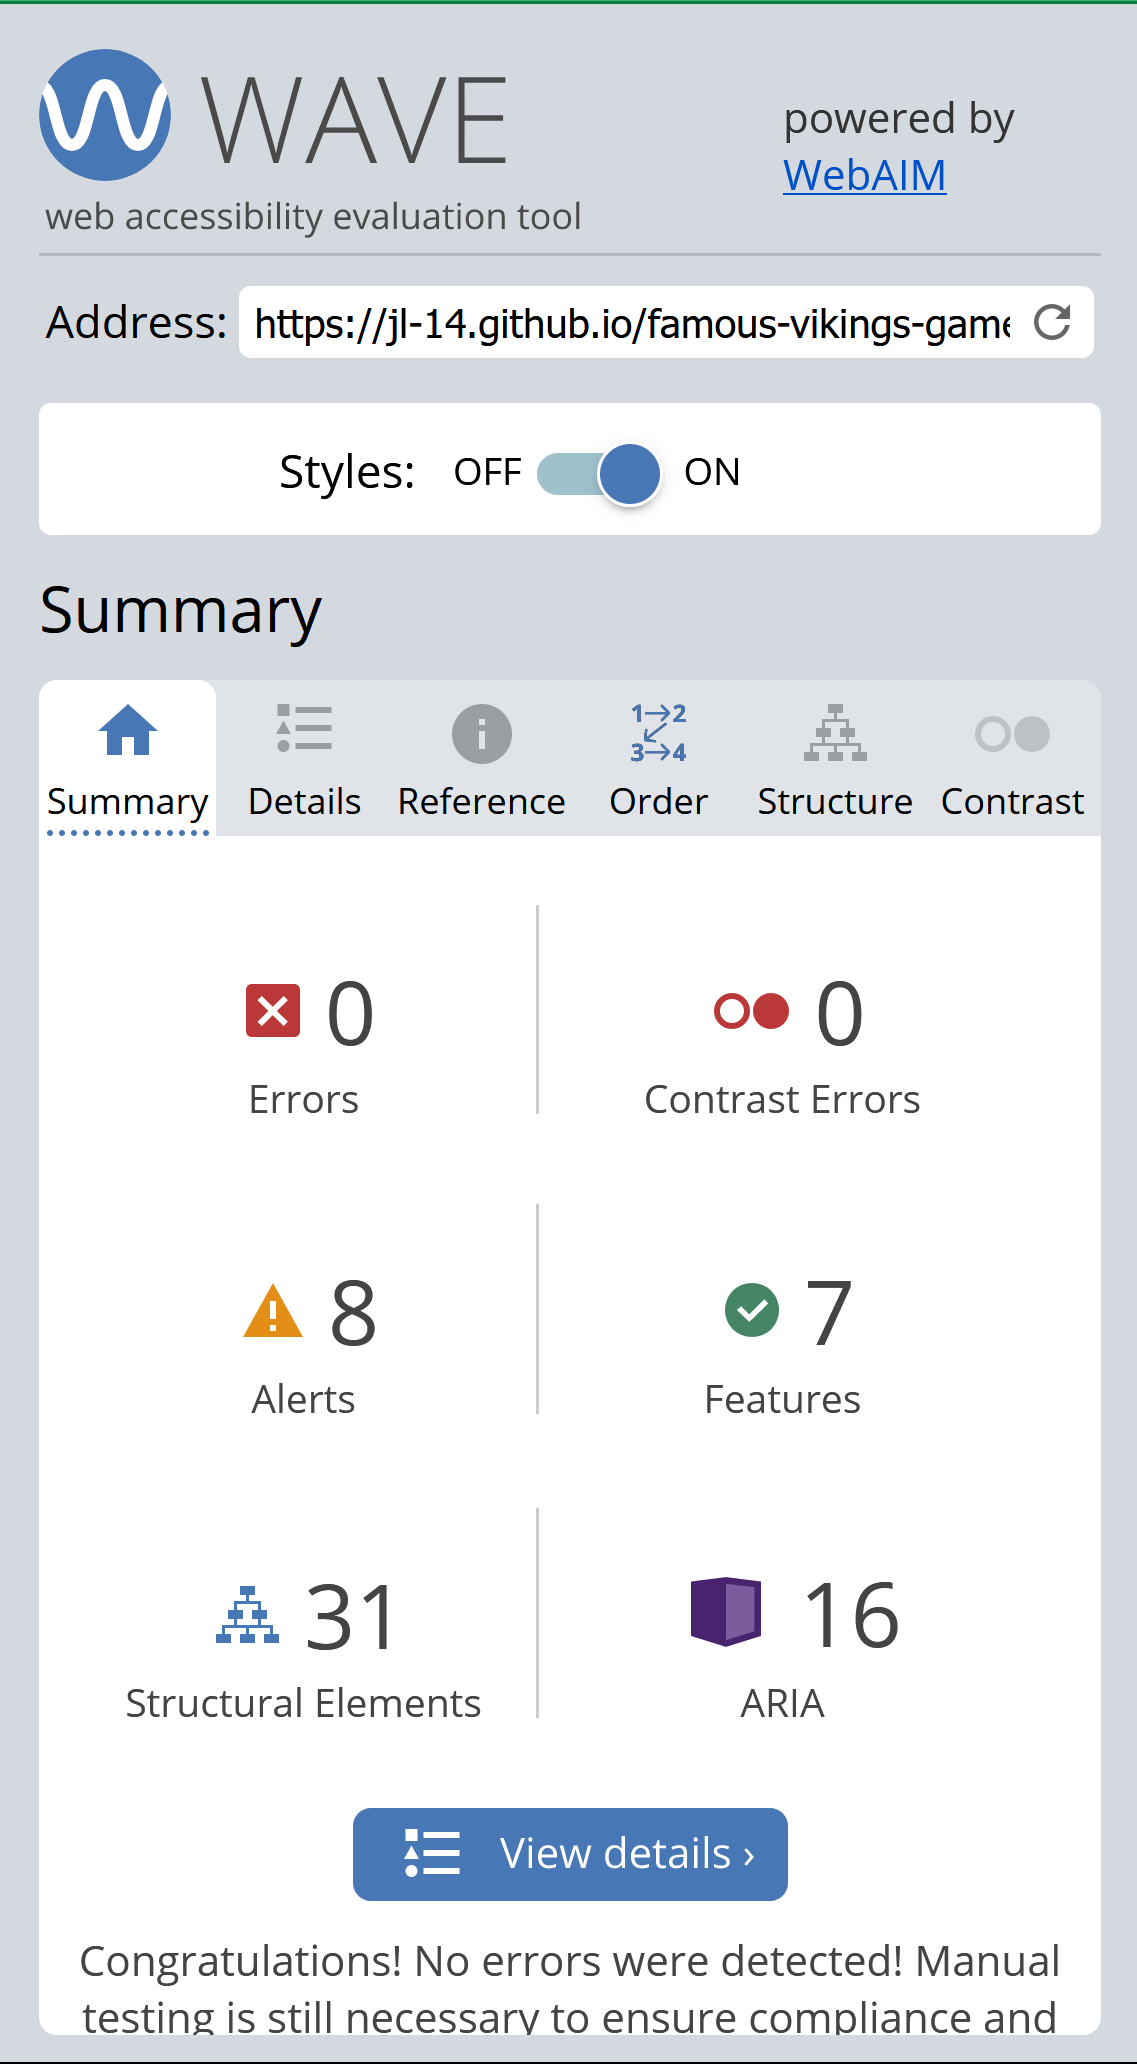 WAVE
powered by
WebAIM
web accessibility evaluation tool
Address: https://jl-14.github.io/famous-vikings-game
Styles: OFF ON
Summary
1 2
3 4
Summary Details Reference Order Structure Contrast
0 0
Errors Contrast Errors
8 7
Alerts Features
31 16
Structural Elements ARIA
View details ›
Congratulations! No errors were detected! Manual
testing is still necessary to ensure compliance and